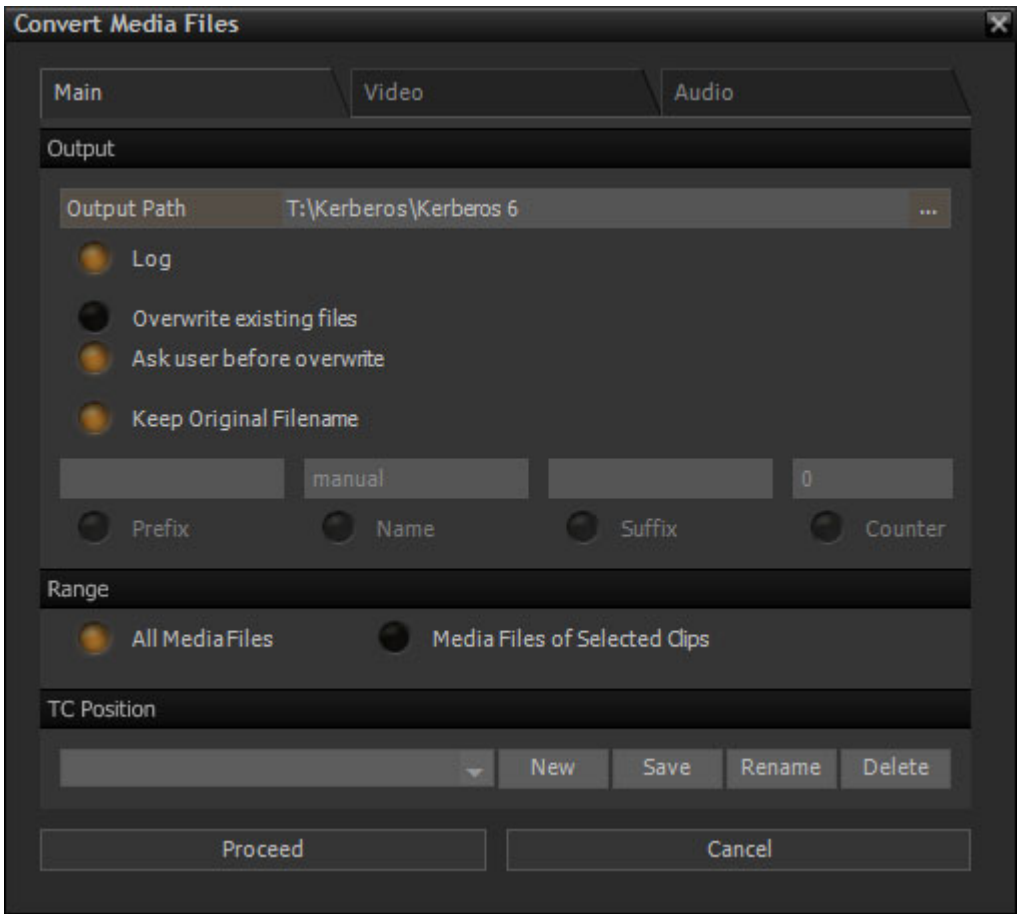 Convert Media Files
Main Video Audio
Output
Output Path T:\Kerberos\Kerberos 6 ...
Log
Overwrite existing files
Ask user before overwrite
Keep Original Filename
manual 0
Prefix Name Suffix Counter
Range
All Media Files Media Files of Selected Clips
TC Position
New Save Rename Delete
Proceed Cancel